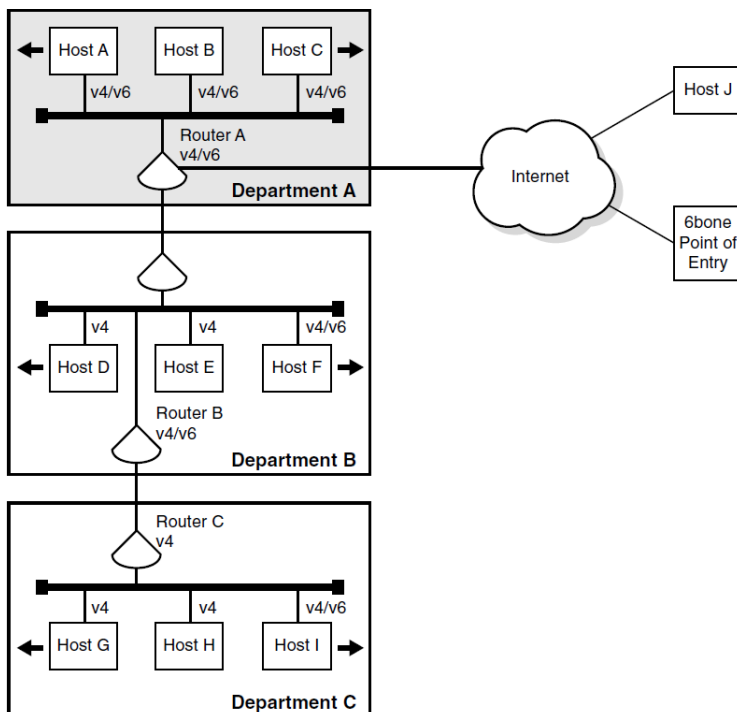 Host A
Host B
Host C
v4/v6
v4/v6
v4/v6
Router A
v4/v6
Department A
Internet
Host J
6bone
Point of
Entry
v4
v4
v4/v6
Host D
Host E
Host F
Router B
v4/v6
Department B
Router C
v4
v4
v4
v4/v6
Host G
Host H
Host I
Department C